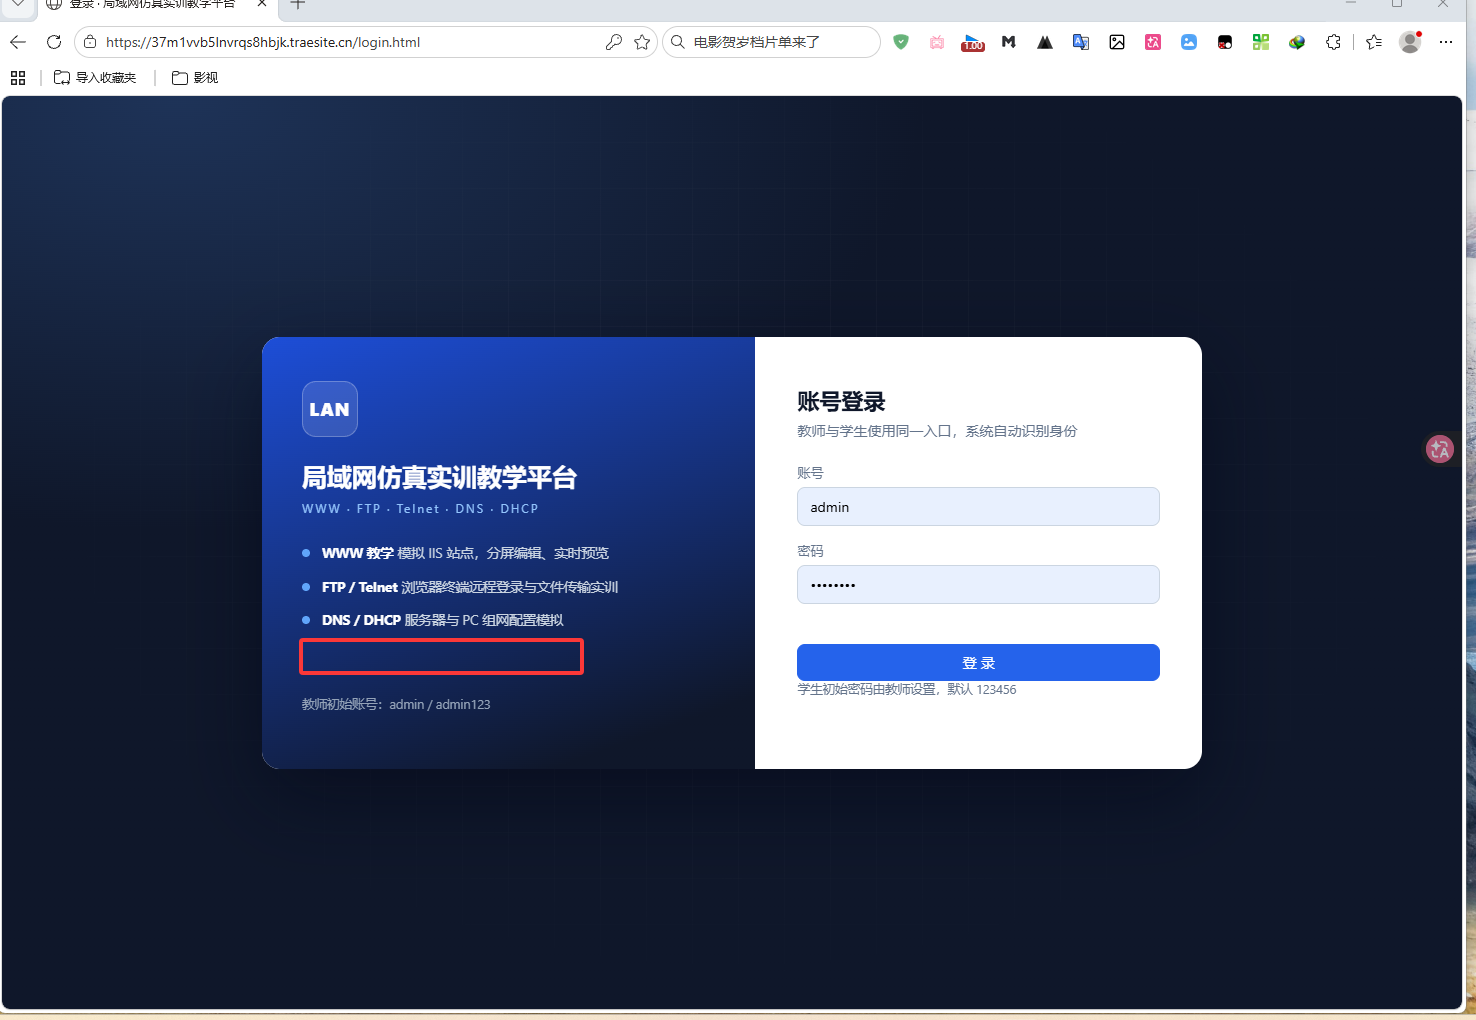 登录 · 局域网仿真实训教学平台
https://37m1vvb5lnvrqs8hbjk.traesite.cn/login.html
电影贺岁档片单来了
1.00
导入收藏夹
影视
LAN
局域网仿真实训教学平台
WWW · FTP · Telnet · DNS · DHCP
WWW 教学 模拟 IIS 站点，分屏编辑、实时预览
FTP / Telnet 浏览器终端远程登录与文件传输实训
DNS / DHCP 服务器与 PC 组网配置模拟
教师初始账号：admin / admin123
账号登录
教师与学生使用同一入口，系统自动识别身份
账号
admin
密码
••••••••
登 录
学生初始密码由教师设置，默认 123456